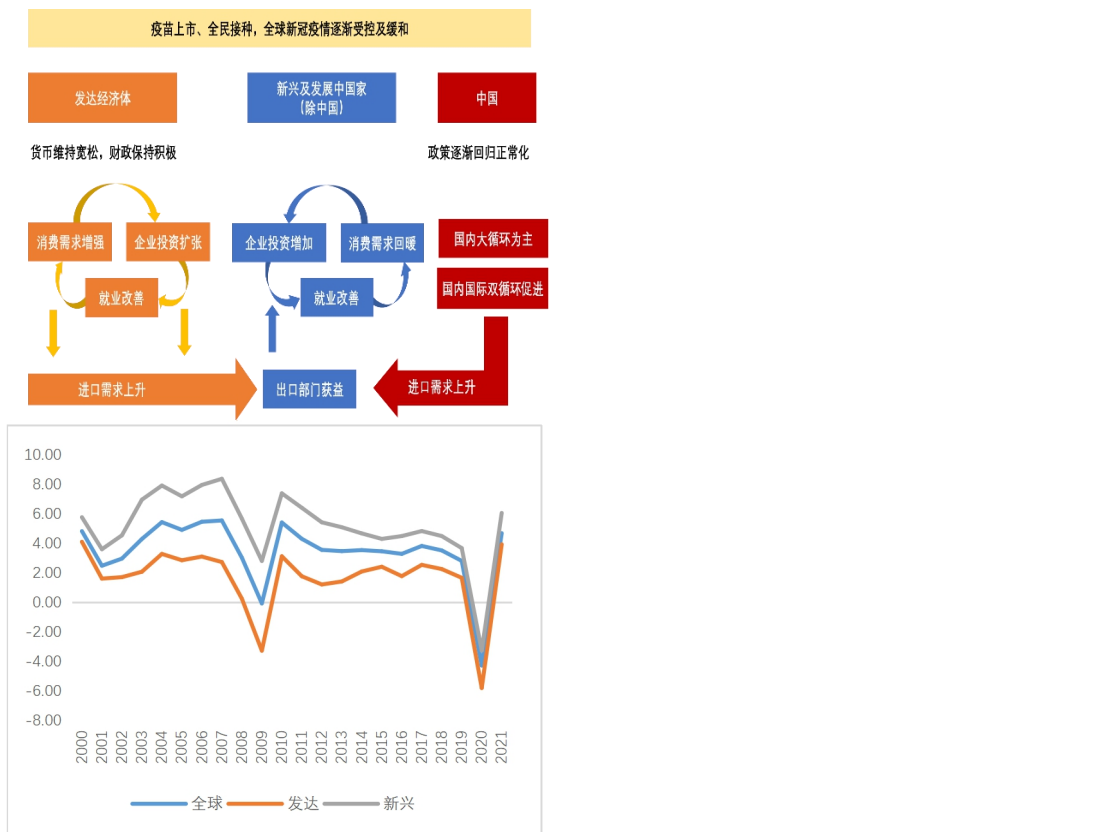 疫苗上市、全民接种，全球新冠疫情逐渐受控及缓和
发达经济体
新兴及发展中国家
（除中国）
中国
货币维持宽松，财政保持积极
政策逐渐回归正常化
消费需求增强
企业投资扩张
就业改善
企业投资增加
消费需求回暖
就业改善
国内大循环为主
国内国际双循环促进
进口需求上升
出口部门获益
进口需求上升
10.00
8.00
6.00
4.00
2.00
0.00
-2.00
-4.00
-6.00
-8.00
2000
2001
2002
2003
2004
2005
2006
2007
2008
2009
2010
2011
2012
2013
2014
2015
2016
2017
2018
2019
2020
2021
全球
发达
新兴